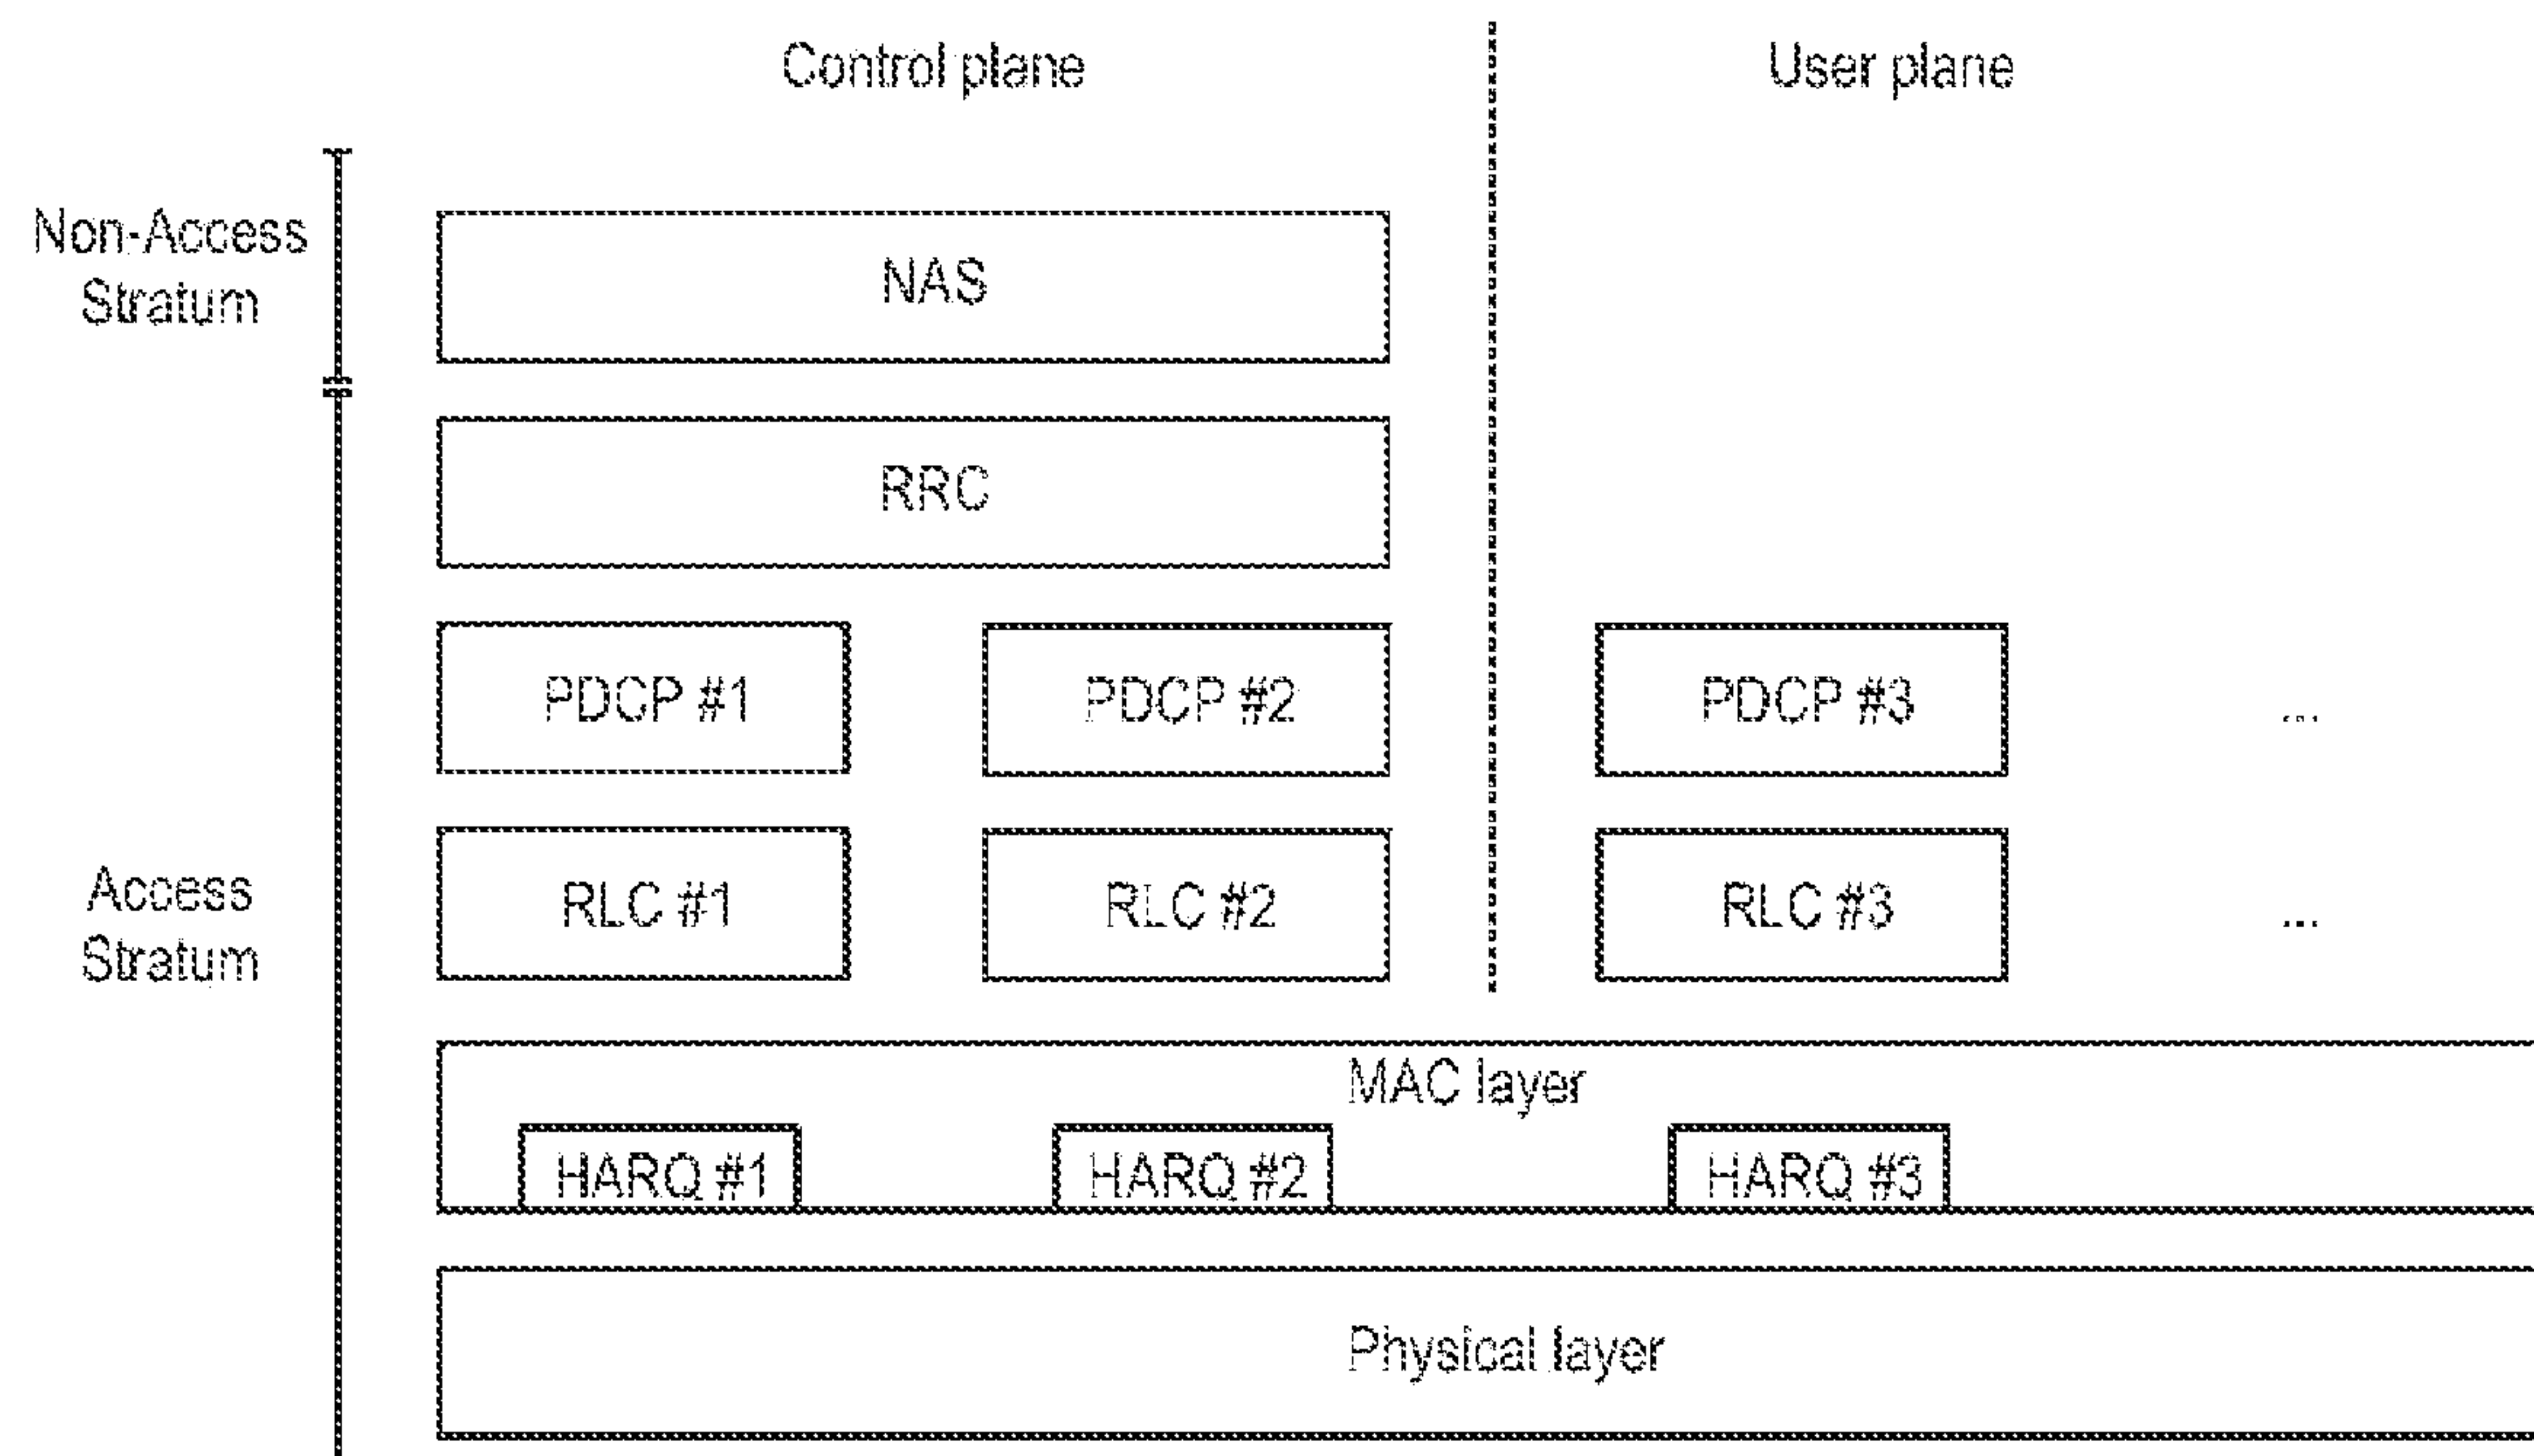 Control plane
User plane
Non-Access
Stratum
NAS
RRC
PDCP #1
PDCP #2
PDCP #3
...
Access
Stratum
RLC #1
RLC #2
RLC #3
...
MAC layer
HARQ #1
HARQ #2
HARQ #3
Physical layer